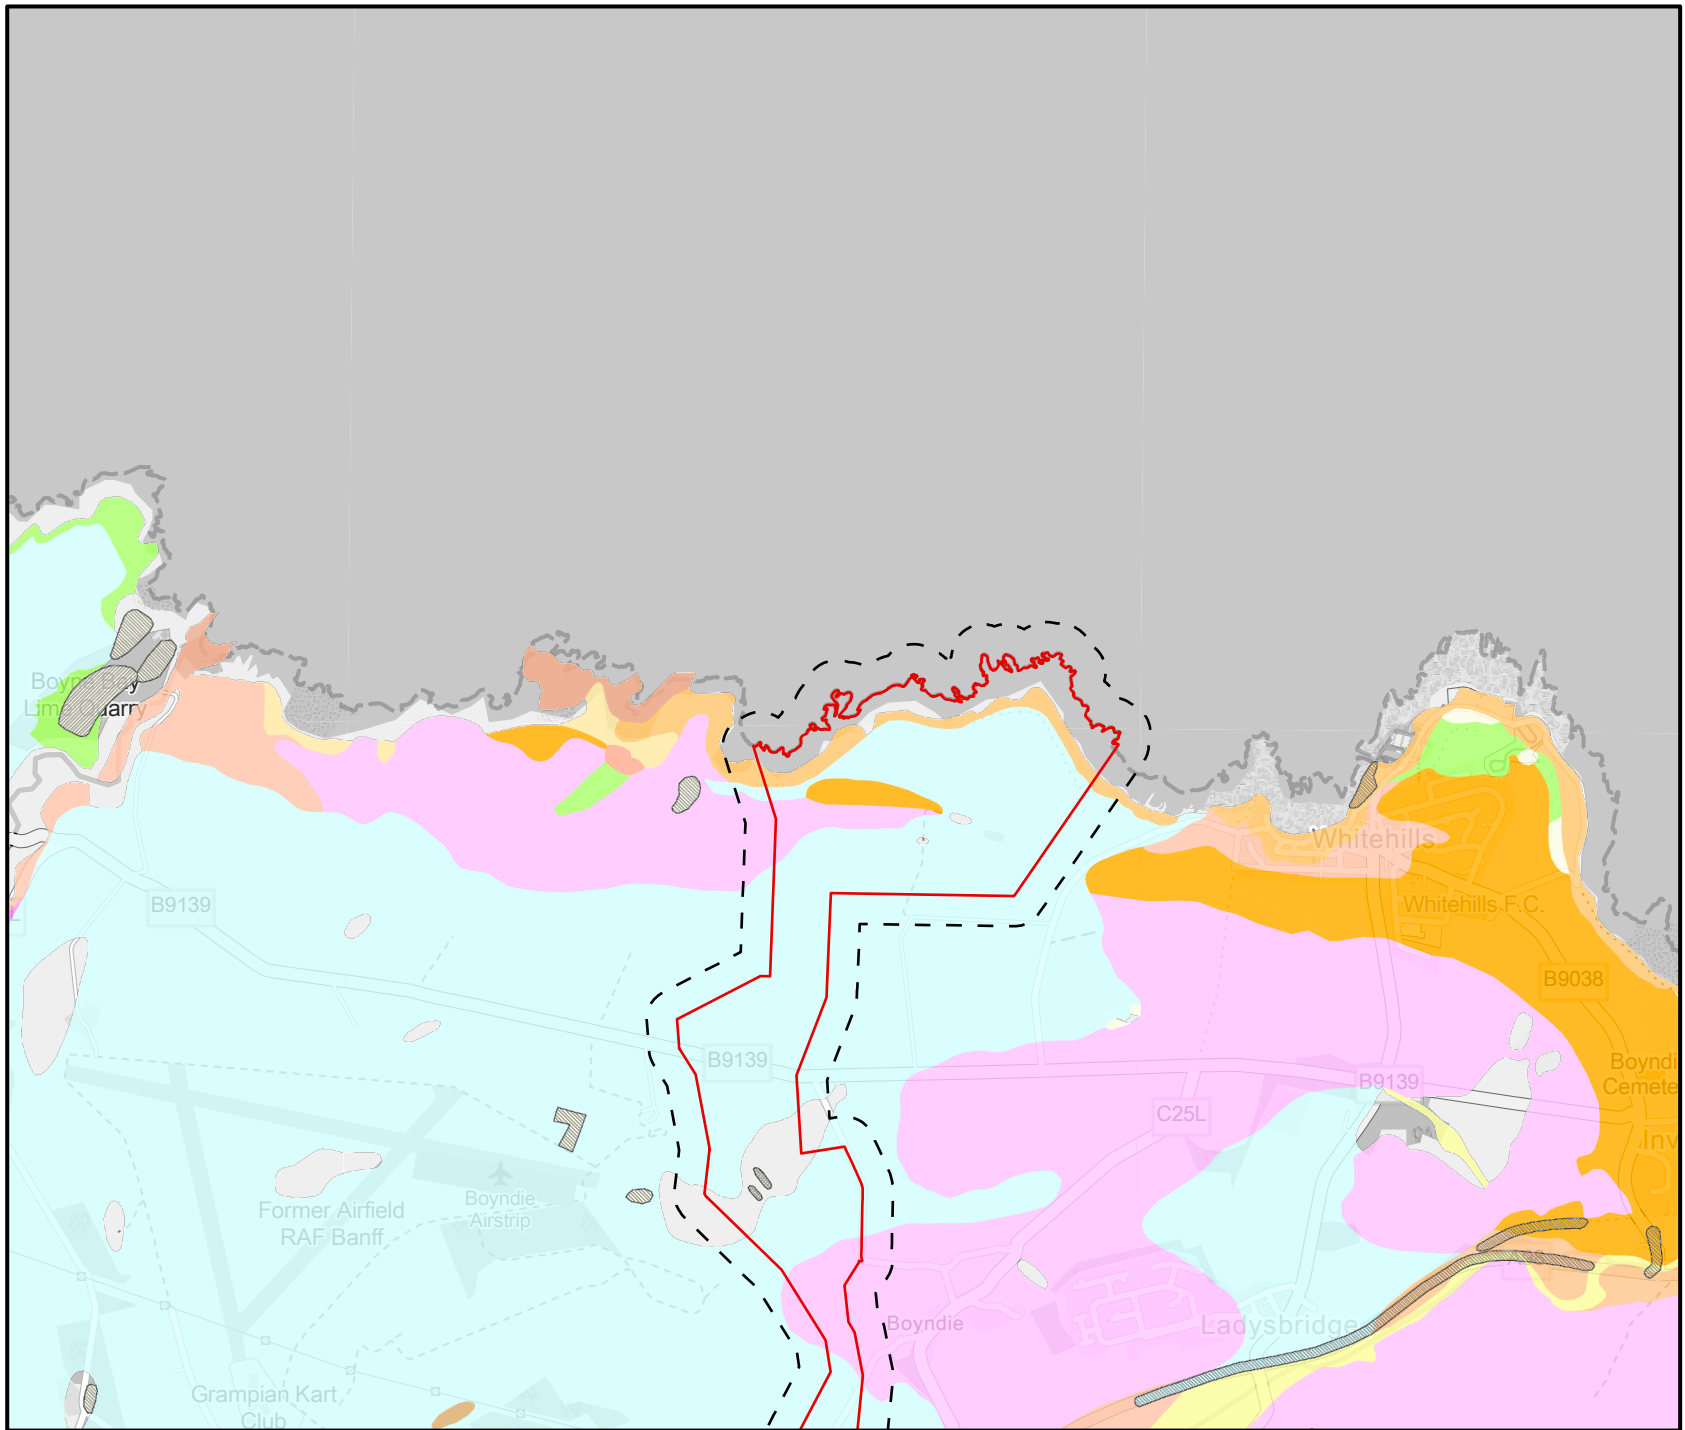 Boyne Bay
Lime Quarry
Whitehills
B9139
Whitehills F.C.
B9038
B9139
Boyndi
Cemete
B9139
C25L
Inv
Boyndie
Airstrip
Former Airfield
RAF Banff
Boyndie
Ladysbridge
Grampian Kart
Club